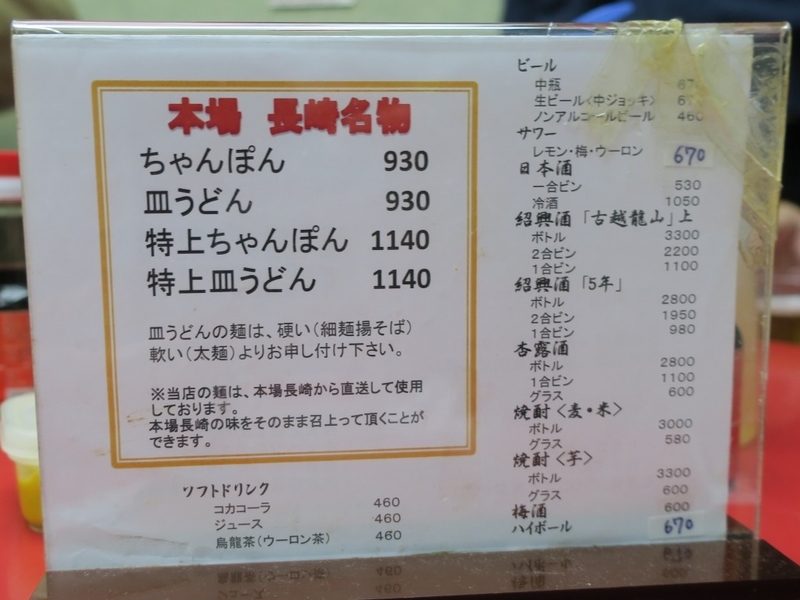 本場 長崎名物
ちゃんぽん 930
皿うどん 930
特上ちゃんぽん 1140
特上皿うどん 1140
皿うどんの麺は、硬い(細麺揚そば)
軟い(太麺)よりお申し付け下さい。
※当店の麺は、本場長崎から直送して使用
しております。
本場長崎の味をそのまま召上って頂くことが
できます。
ソフトドリンク
コカコーラ 460
ジュース 460
烏龍茶(ウーロン茶) 460
ビール
中瓶
生ビール〈中ジョッキ〉
ノンアルコールビール 460
サワー
レモン・梅・ウーロン 670
日本酒
一合ビン 530
冷酒 1050
紹興酒「古越龍山」上
ボトル 3300
2合ビン 2200
1合ビン 1100
紹興酒「5年」
ボトル 2800
2合ビン 1950
1合ビン 980
杏露酒
ボトル 2800
1合ビン 1100
グラス 600
焼酎〈麦・米〉
ボトル 3000
グラス 580
焼酎〈芋〉
ボトル 3300
グラス 600
梅酒 600
ハイボール 670